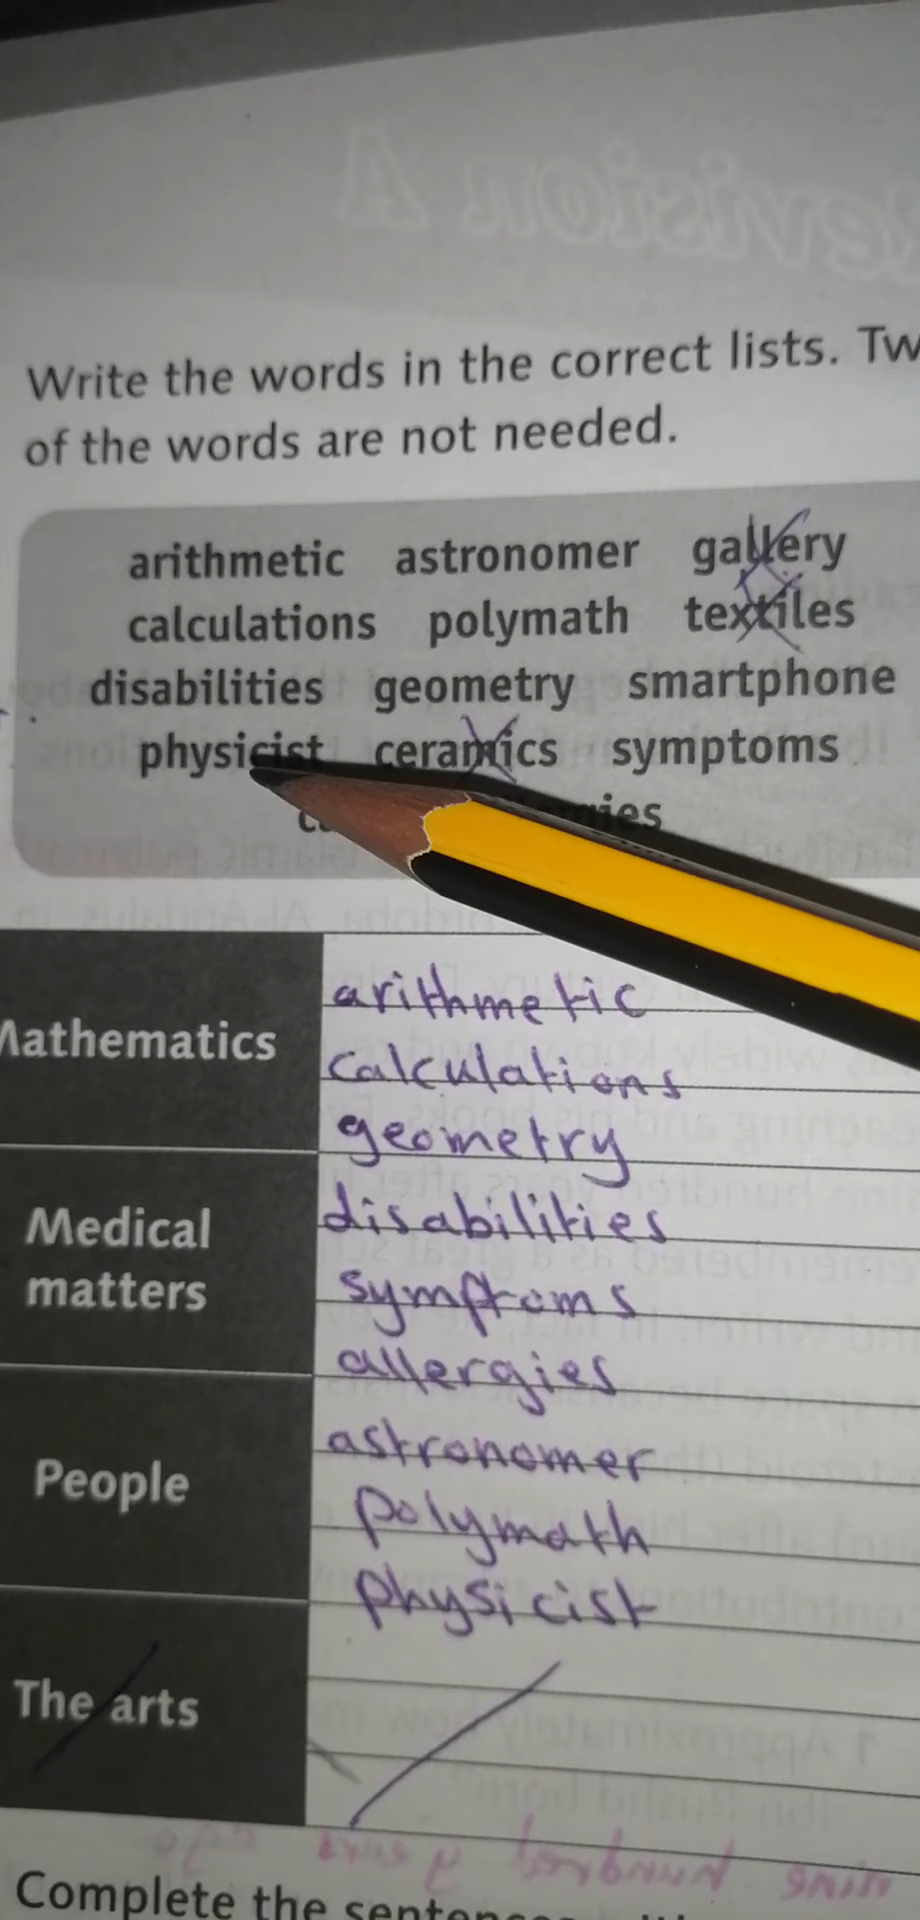 Revision A
Write the words in the correct lists. Tw
of the words are not needed.
arithmetic astronomer gallery
calculations polymath textiles
disabilities geometry smartphone
physicist ceramics symptoms
Mathematics
arithmetic
calculations
geometry
Medical
matters
disabilities
symptoms
allergies
People
astronomer
polymath
physicist
The arts
Complete the